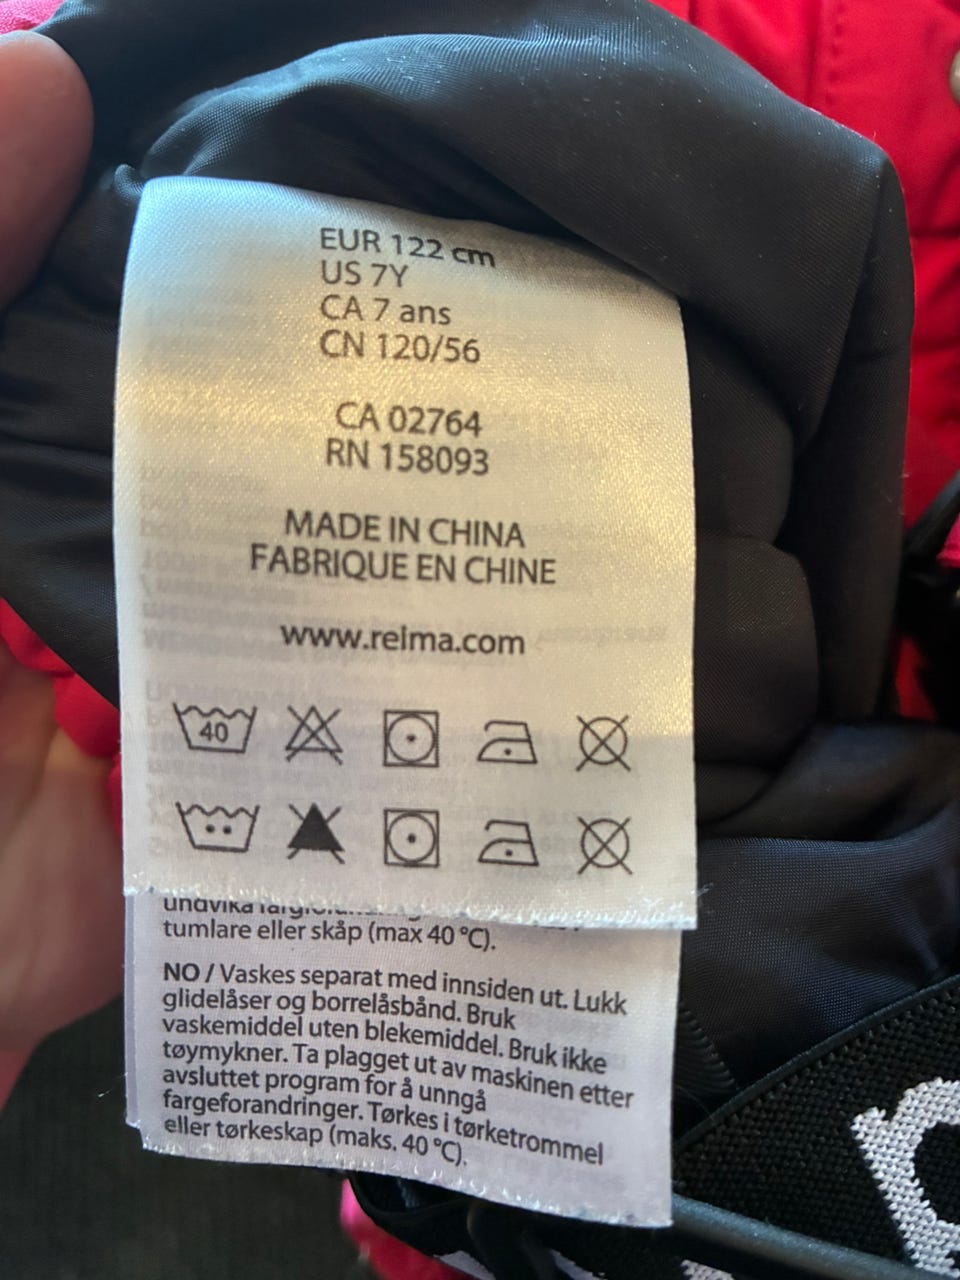 EUR 122 cm
US 7Y
CA 7 ans
CN 120/56
CA 02764
RN 158093
MADE IN CHINA
FABRIQUE EN CHINE
www.reima.com
40
undvika
tumlare eller skåp (max 40 °C).
NO / Vaskes separat med innsiden ut. Lukk
glidelåser og borrelåsbånd. Bruk
vaskemiddel uten blekemiddel. Bruk ikke
tøymykner. Ta plagget ut av maskinen etter
avsluttet program for å unngå
fargeforandringer. Tørkes i tørketrommel
eller tørkeskap (maks. 40 °C).